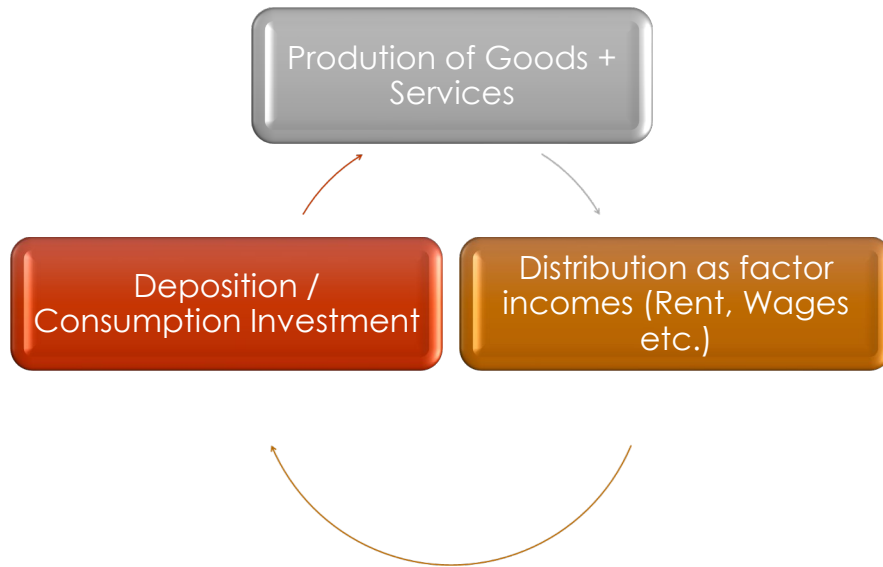 Prodution of Goods +
Services
Deposition /
Consumption Investment
Distribution as factor
incomes (Rent, Wages
etc.)